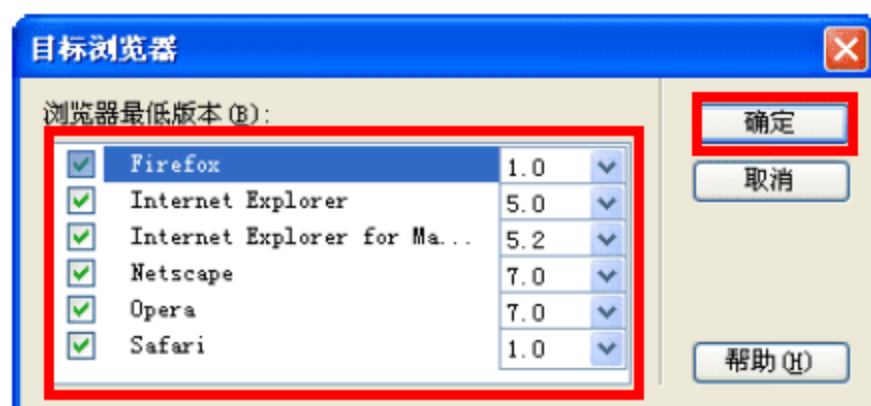 目标浏览器
浏览器最低版本(B):
Firefox 1.0
Internet Explorer 5.0
Internet Explorer for Ma... 5.2
Netscape 7.0
Opera 7.0
Safari 1.0
确定
取消
帮助(H)